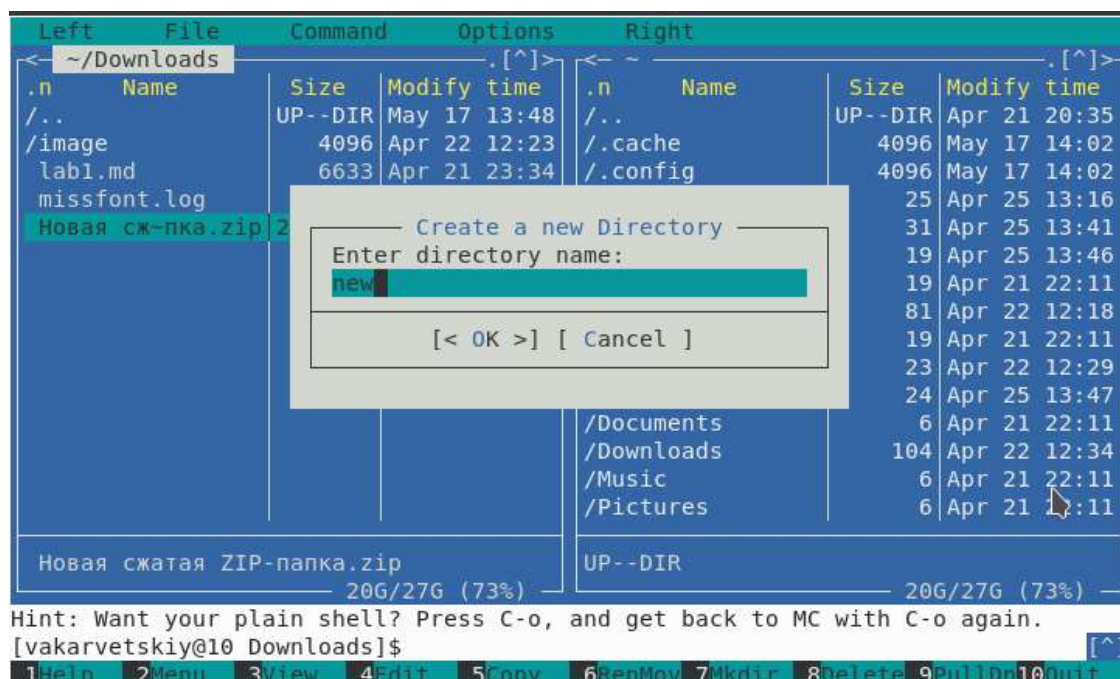 Left File Command Options Right
<─ ~/Downloads ─.[^]> <─ ~ ─.[^]>
.n Name Size Modify time .n Name Size Modify time
/.. UP--DIR May 17 13:48 /.. UP--DIR Apr 21 20:35
/image 4096 Apr 22 12:23 /.cache 4096 May 17 14:02
lab1.md 6633 Apr 21 23:34 /.config 4096 May 17 14:02
missfont.log 25 Apr 25 13:16
Новая сж~пка.zip 2 Create a new Directory 31 Apr 25 13:41
Enter directory name: 19 Apr 25 13:46
new 19 Apr 21 22:11
81 Apr 22 12:18
[< OK >] [ Cancel ] 19 Apr 21 22:11
23 Apr 22 12:29
24 Apr 25 13:47
/Documents 6 Apr 21 22:11
/Downloads 104 Apr 22 12:34
/Music 6 Apr 21 22:11
/Pictures 6 Apr 21 :11
Новая сжатая ZIP-папка.zip UP--DIR
20G/27G (73%) 20G/27G (73%)
Hint: Want your plain shell? Press C-o, and get back to MC with C-o again.
[vakarvetskiy@10 Downloads]$ [^]
1Help 2Menu 3View 4Edit 5Copy 6RenMov 7Mkdir 8Delete 9PullDn 10Quit